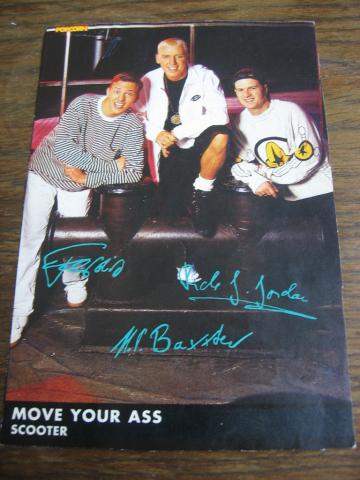 POPCORN
Ferris
Rick J. Jordan
H.P. Baxxter
MOVE YOUR ASS
SCOOTER